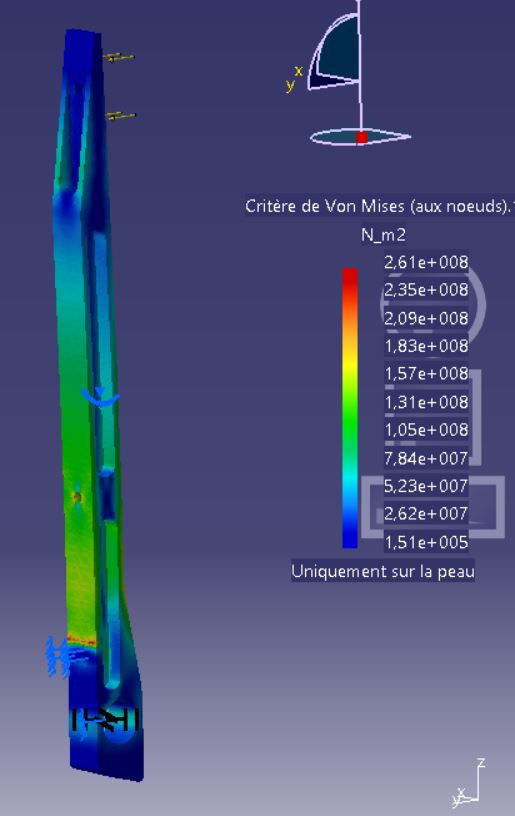 x
y
Critère de Von Mises (aux noeuds).1
N_m2
2,61e+008
2,35e+008
2,09e+008
1,83e+008
1,57e+008
1,31e+008
1,05e+008
7,84e+007
5,23e+007
2,62e+007
1,51e+005
Uniquement sur la peau
z
x
y